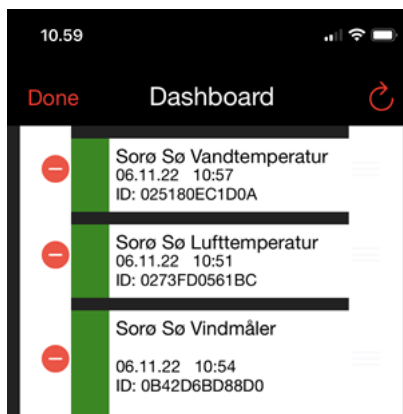 10.59
Done Dashboard
Sorø Sø Vandtemperatur
06.11.22 10:57
ID: 025180EC1D0A
Sorø Sø Lufttemperatur
06.11.22 10:51
ID: 0273FD0561BC
Sorø Sø Vindmåler
06.11.22 10:54
ID: 0B42D6BD88D0